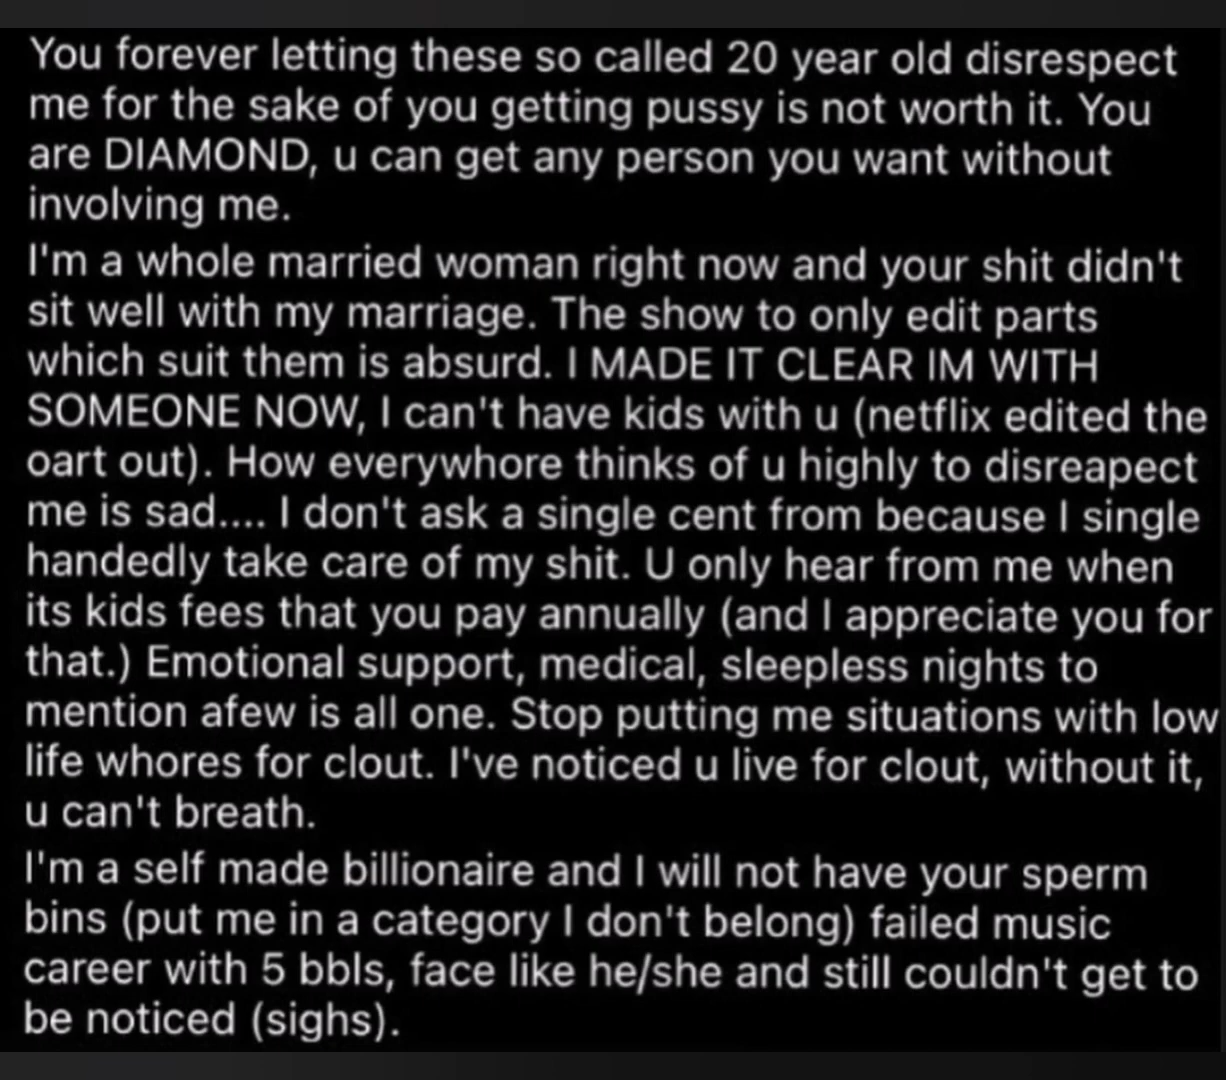 You forever letting these so called 20 year old disrespect
me for the sake of you getting pussy is not worth it. You
are DIAMOND, u can get any person you want without
involving me.
I'm a whole married woman right now and your shit didn't
sit well with my marriage. The show to only edit parts
which suit them is absurd. I MADE IT CLEAR IM WITH
SOMEONE NOW, I can't have kids with u (netflix edited the
oart out). How everywhore thinks of u highly to disreapect
me is sad.... I don't ask a single cent from because I single
handedly take care of my shit. U only hear from me when
its kids fees that you pay annually (and I appreciate you for
that.) Emotional support, medical, sleepless nights to
mention afew is all one. Stop putting me situations with low
life whores for clout. I've noticed u live for clout, without it,
u can't breath.
I'm a self made billionaire and I will not have your sperm
bins (put me in a category I don't belong) failed music
career with 5 bbls, face like he/she and still couldn't get to
be noticed (sighs).